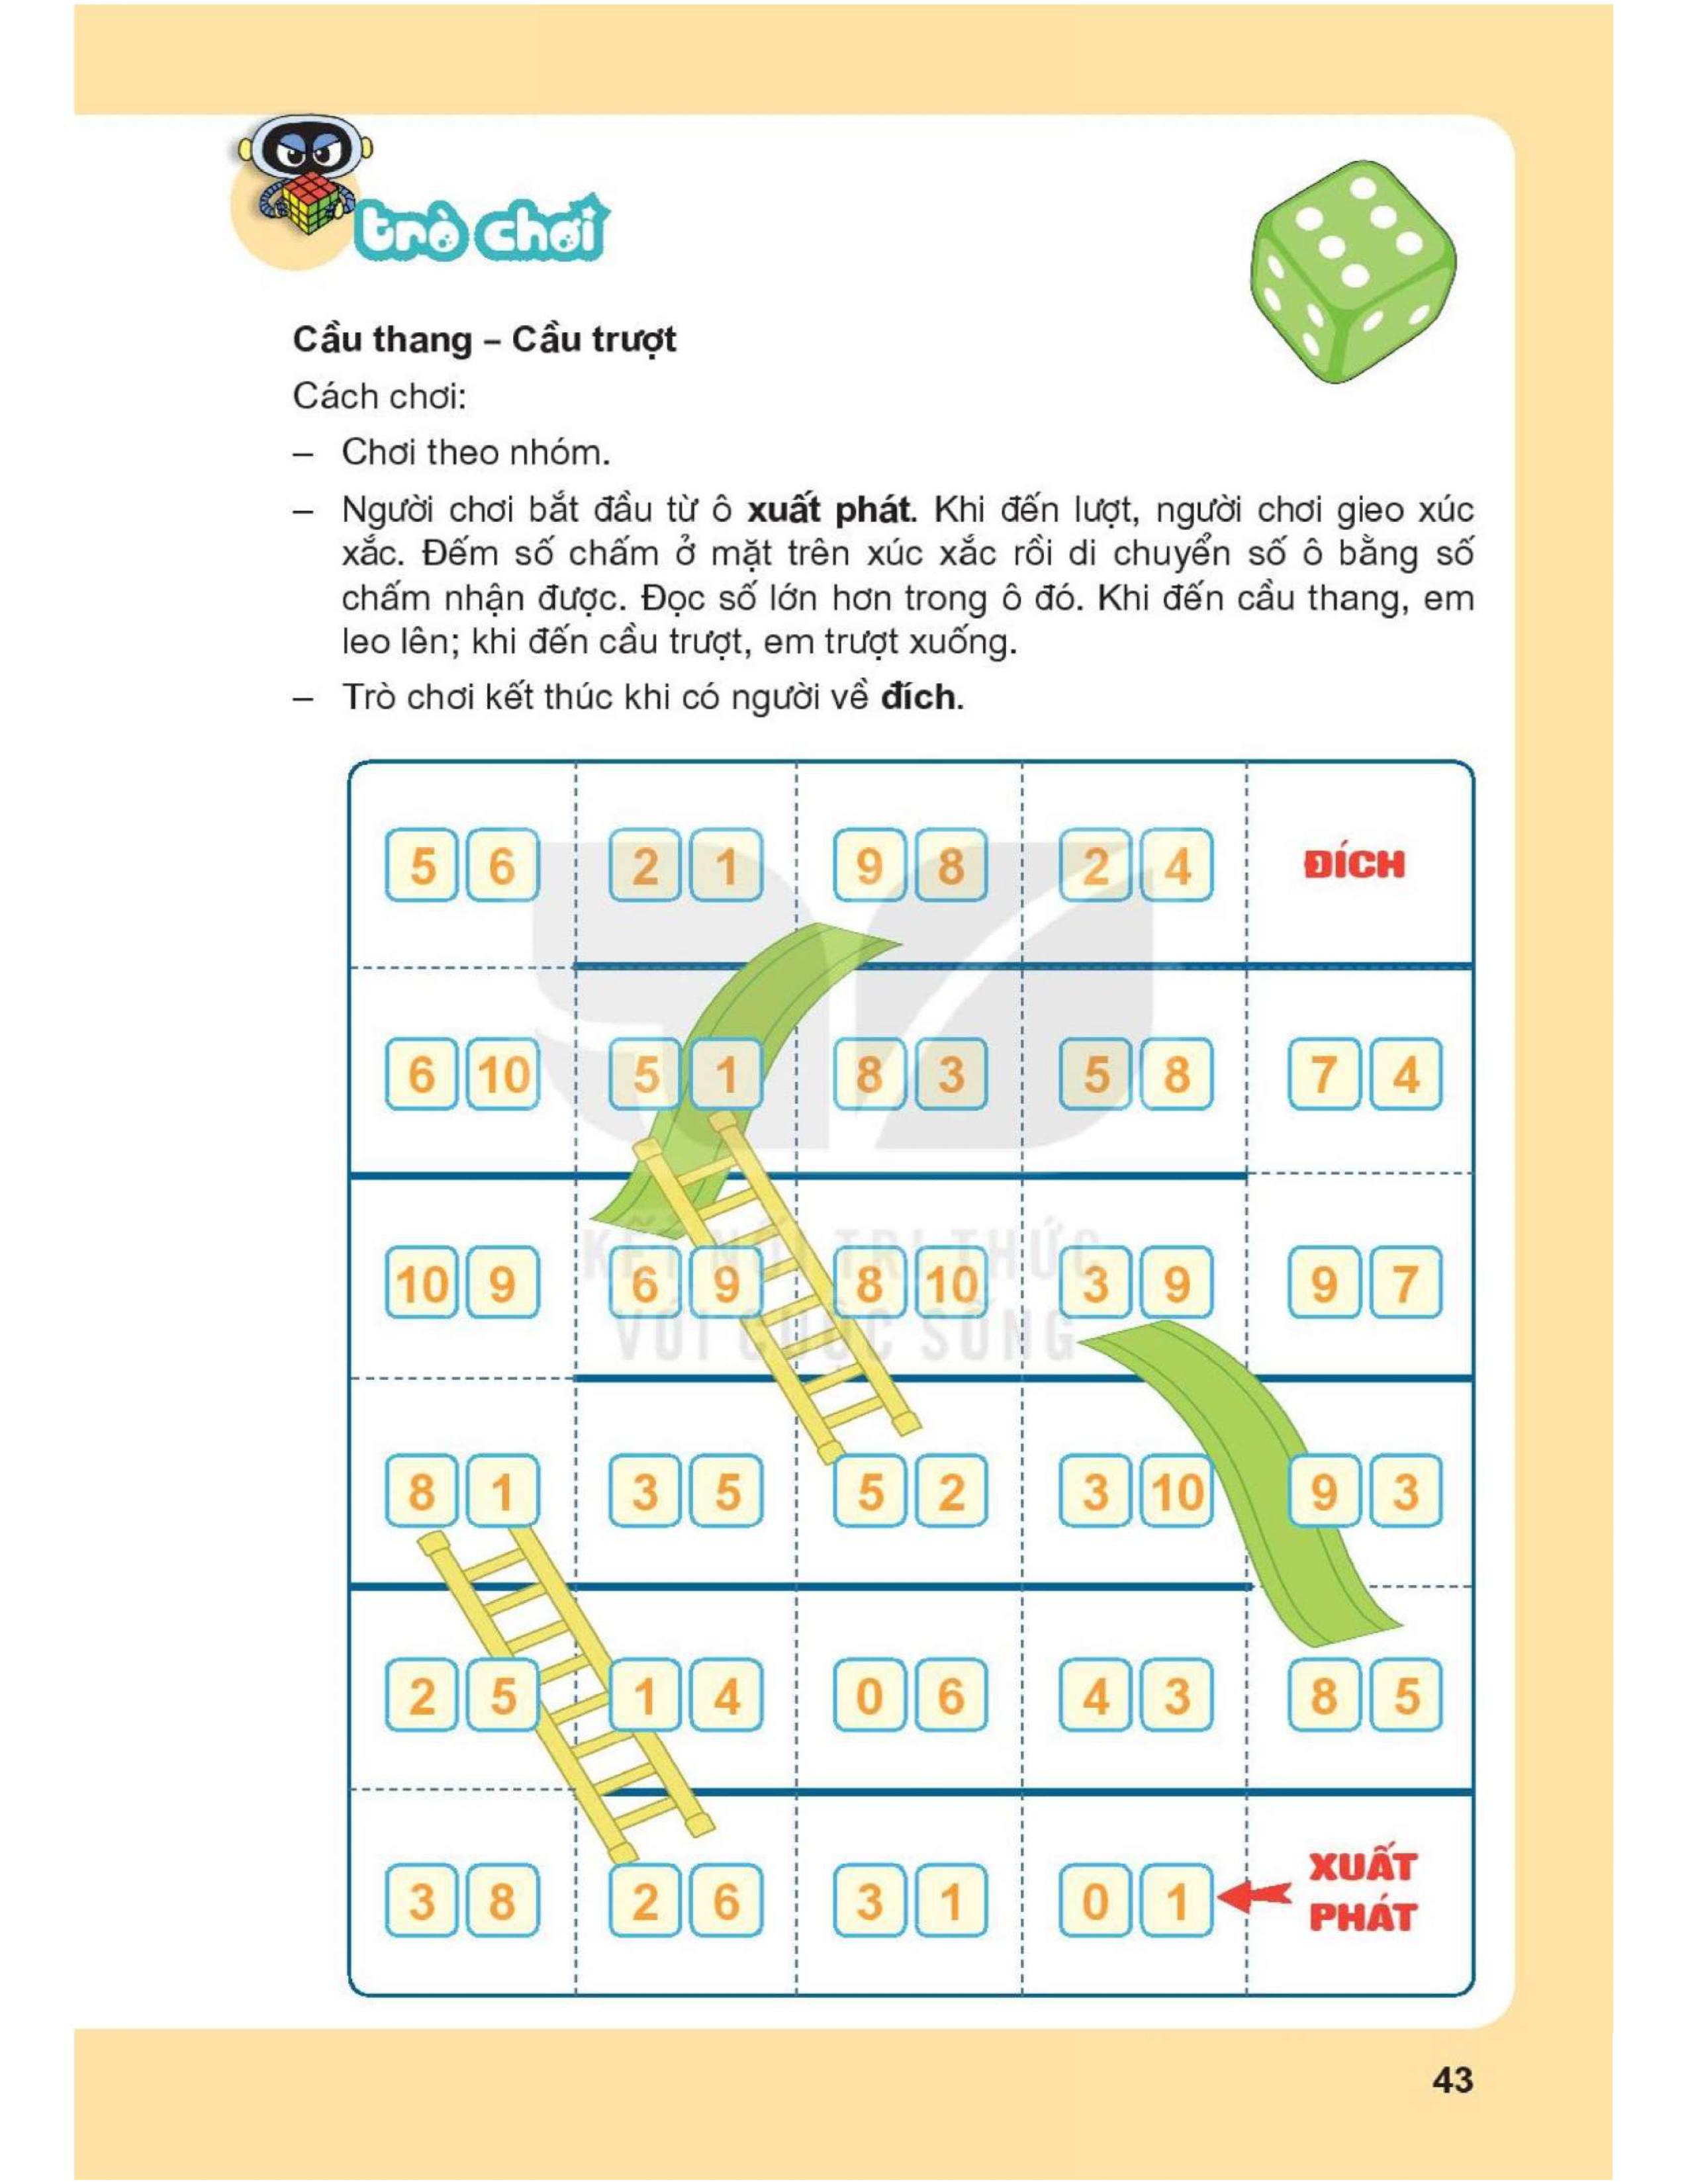 trò chơi
Cầu thang – Cầu trượt
Cách chơi:
– Chơi theo nhóm.
– Người chơi bắt đầu từ ô xuất phát. Khi đến lượt, người chơi gieo xúc
xắc. Đếm số chấm ở mặt trên xúc xắc rồi di chuyển số ô bằng số
chấm nhận được. Đọc số lớn hơn trong ô đó. Khi đến cầu thang, em
leo lên; khi đến cầu trượt, em trượt xuống.
– Trò chơi kết thúc khi có người về đích.
5 6 2 1 9 8 2 4 ĐÍCH
6 10 5 1 8 3 5 8 7 4
KẾT NỐI TRI THỨC
10 9 6 9 8 10 3 9 9 7
VỚI CUỘC SỐNG
8 1 3 5 5 2 3 10 9 3
2 5 1 4 0 6 4 3 8 5
3 8 2 6 3 1 0 1 XUẤT
PHÁT
43